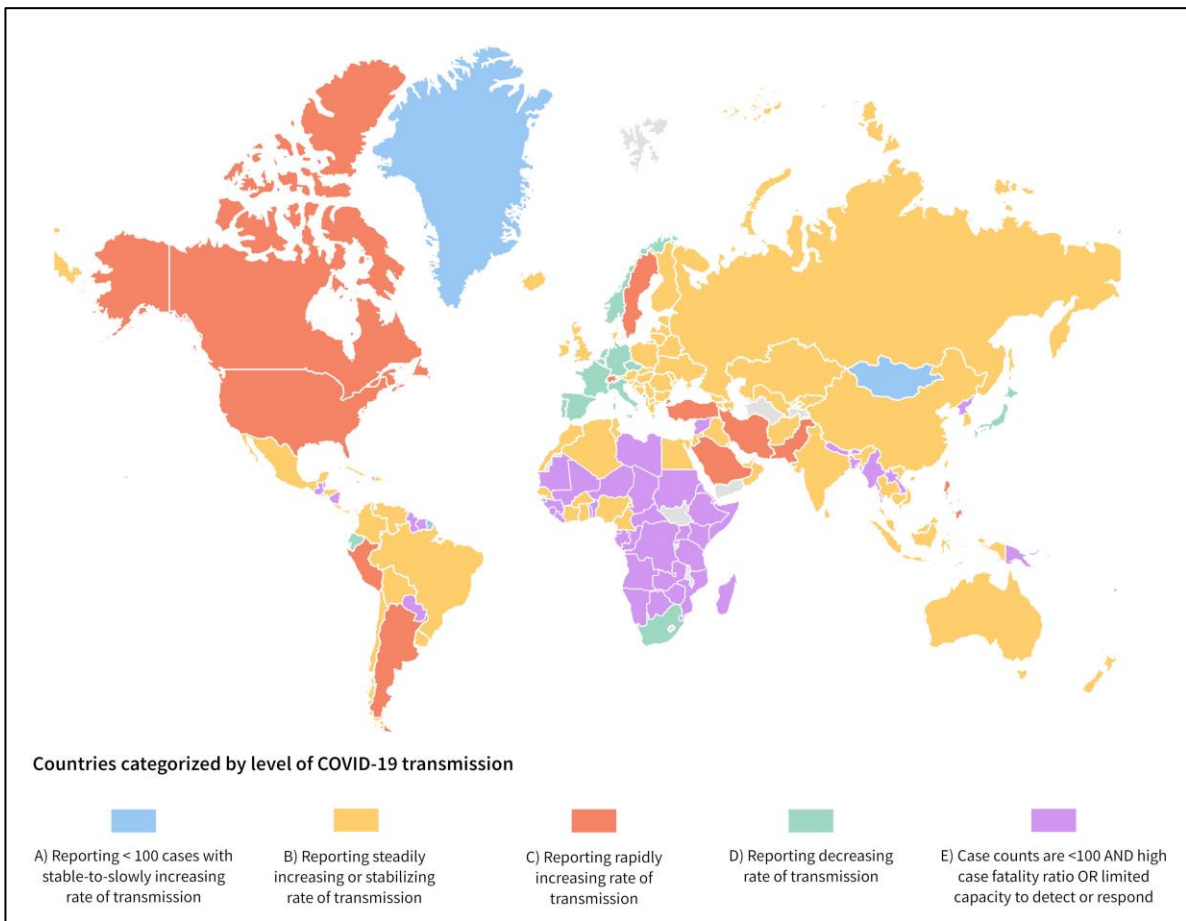 Countries categorized by level of COVID-19 transmission
A) Reporting < 100 cases with
stable-to-slowly increasing
rate of transmission
B) Reporting steadily
increasing or stabilizing
rate of transmission
C) Reporting rapidly
increasing rate of
transmission
D) Reporting decreasing
rate of transmission
E) Case counts are <100 AND high
case fatality ratio OR limited
capacity to detect or respond